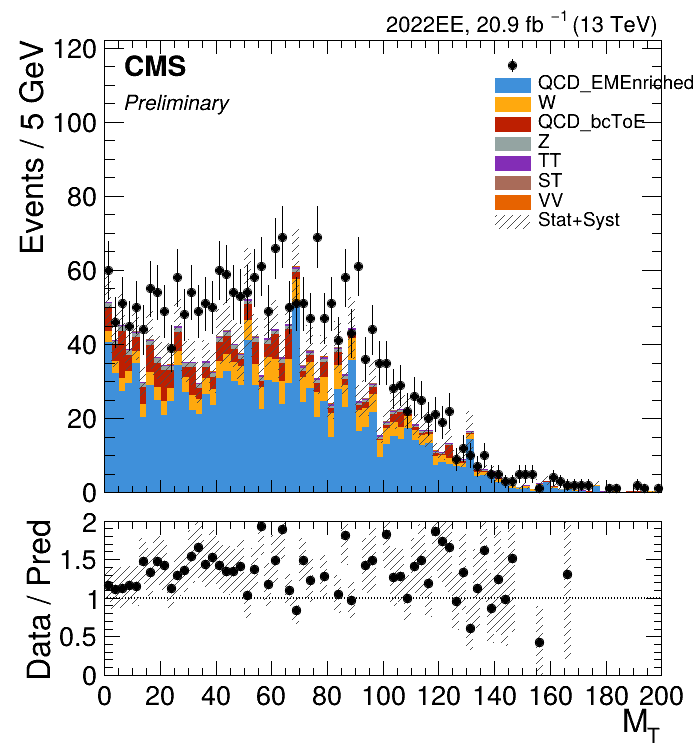 2022EE, 20.9 fb⁻¹ (13 TeV)
Events / 5 GeV
120
100
80
60
40
20
0
CMS
Preliminary
QCD_EMEnriched
W
QCD_bcToE
Z
TT
ST
VV
Stat+Syst
Data / Pred
2
1.5
1
0.5
0
0 20 40 60 80 100 120 140 160 180 200
M_T